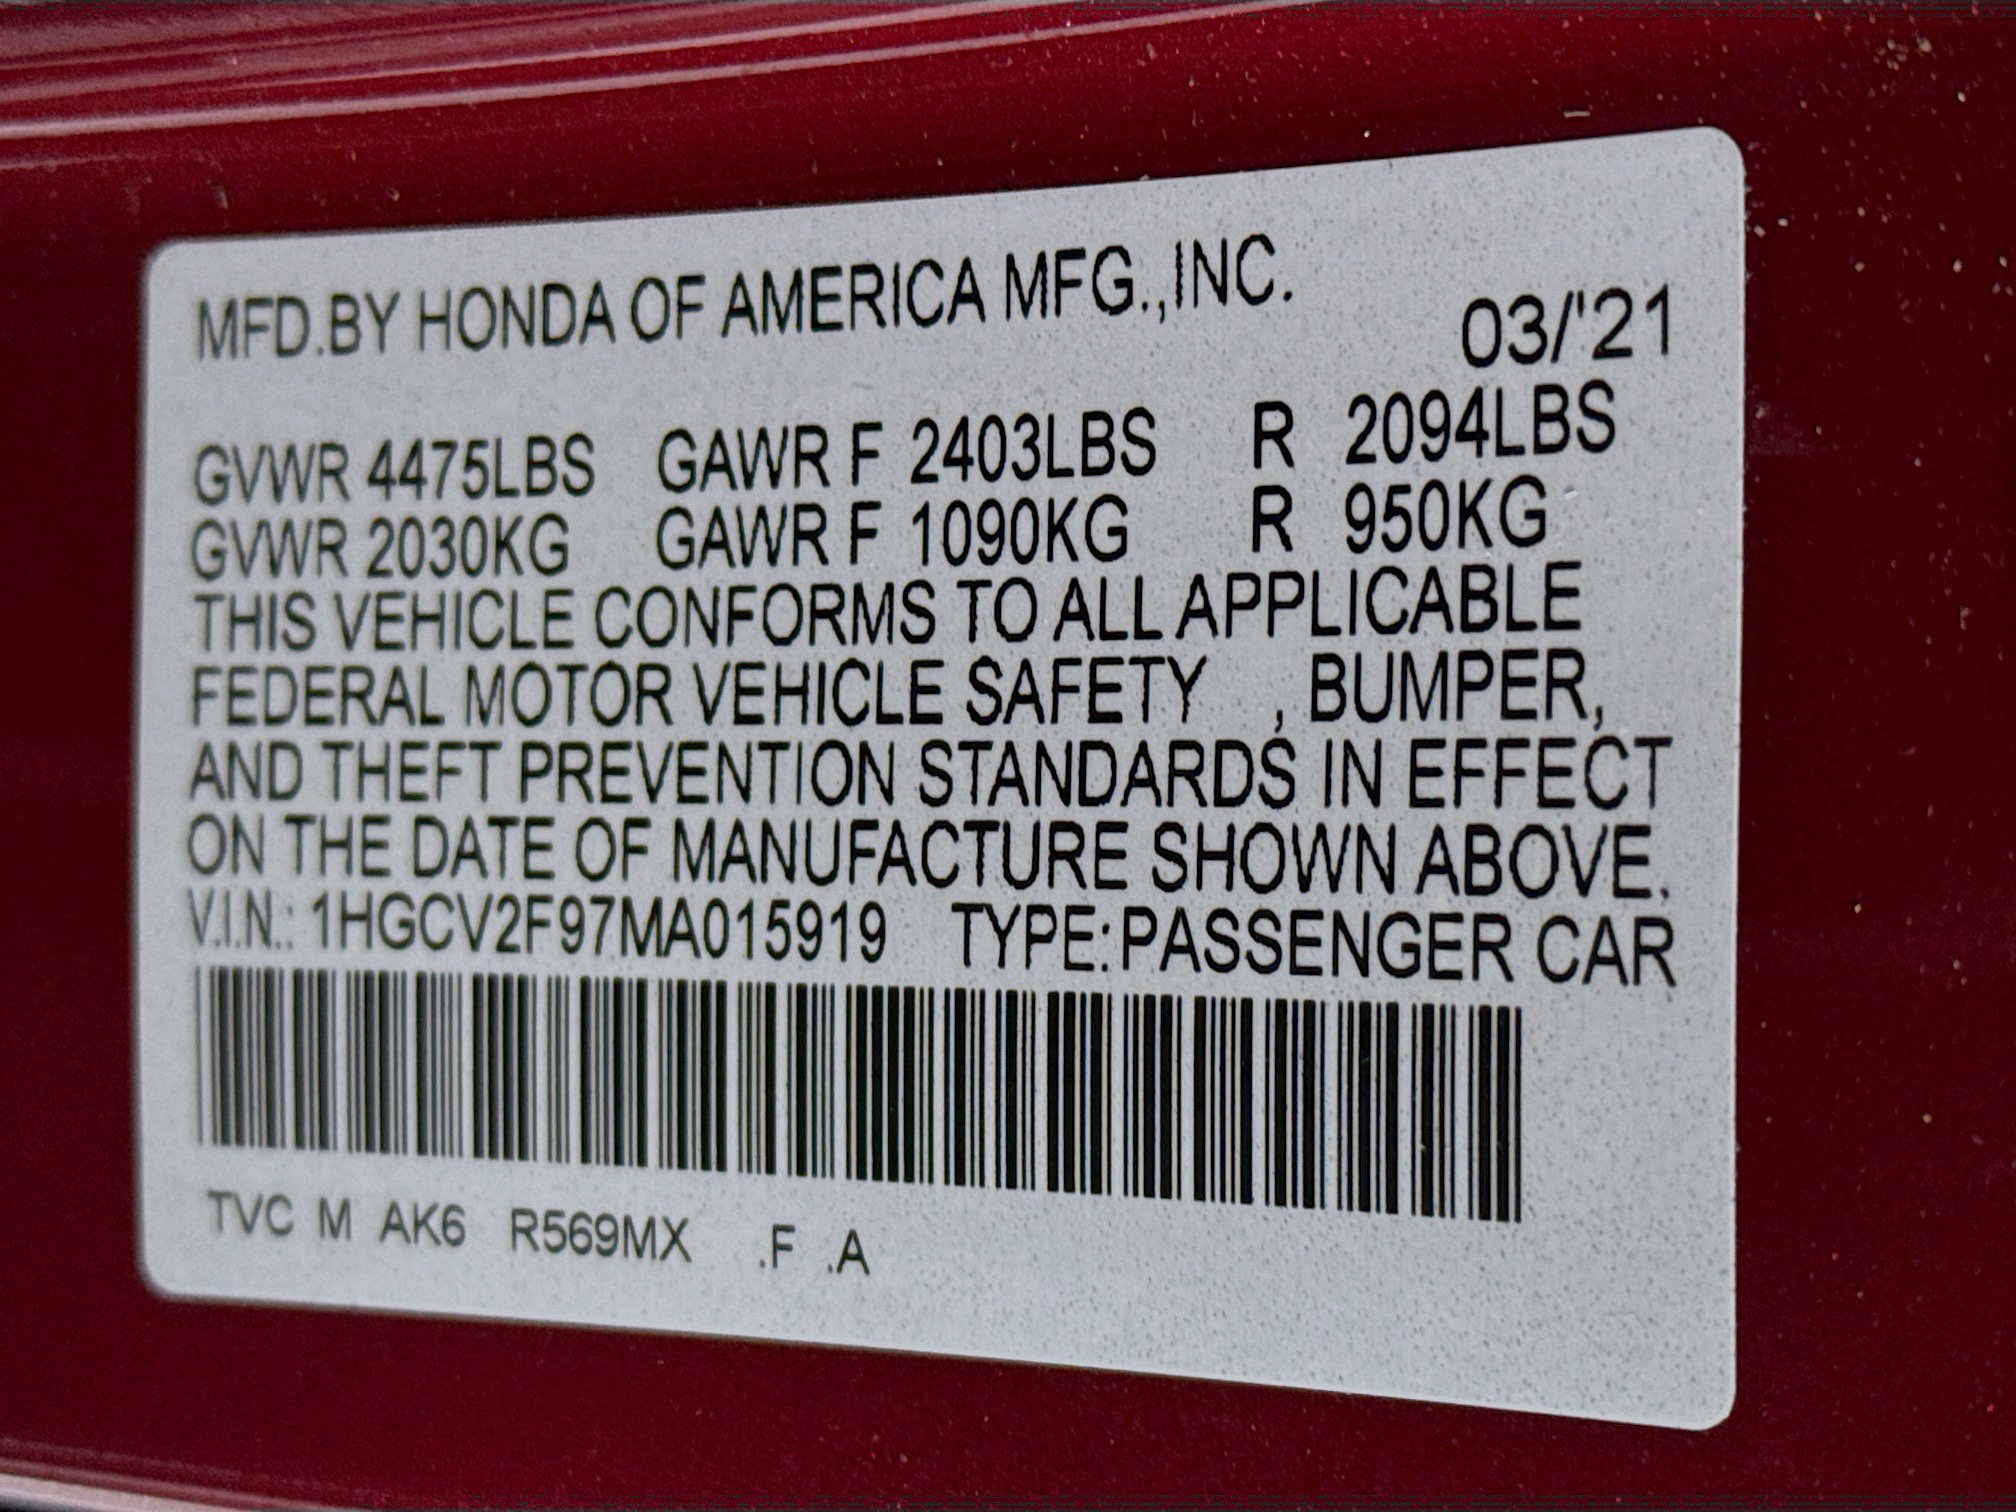 MFD.BY HONDA OF AMERICA MFG.,INC.
03/'21
GVWR 4475LBS GAWR F 2403LBS R 2094LBS
GVWR 2030KG GAWR F 1090KG R 950KG
THIS VEHICLE CONFORMS TO ALL APPLICABLE
FEDERAL MOTOR VEHICLE SAFETY , BUMPER,
AND THEFT PREVENTION STANDARDS IN EFFECT
ON THE DATE OF MANUFACTURE SHOWN ABOVE.
V.I.N.: 1HGCV2F97MA015919 TYPE:PASSENGER CAR
TVC M AK6 R569MX .F .A